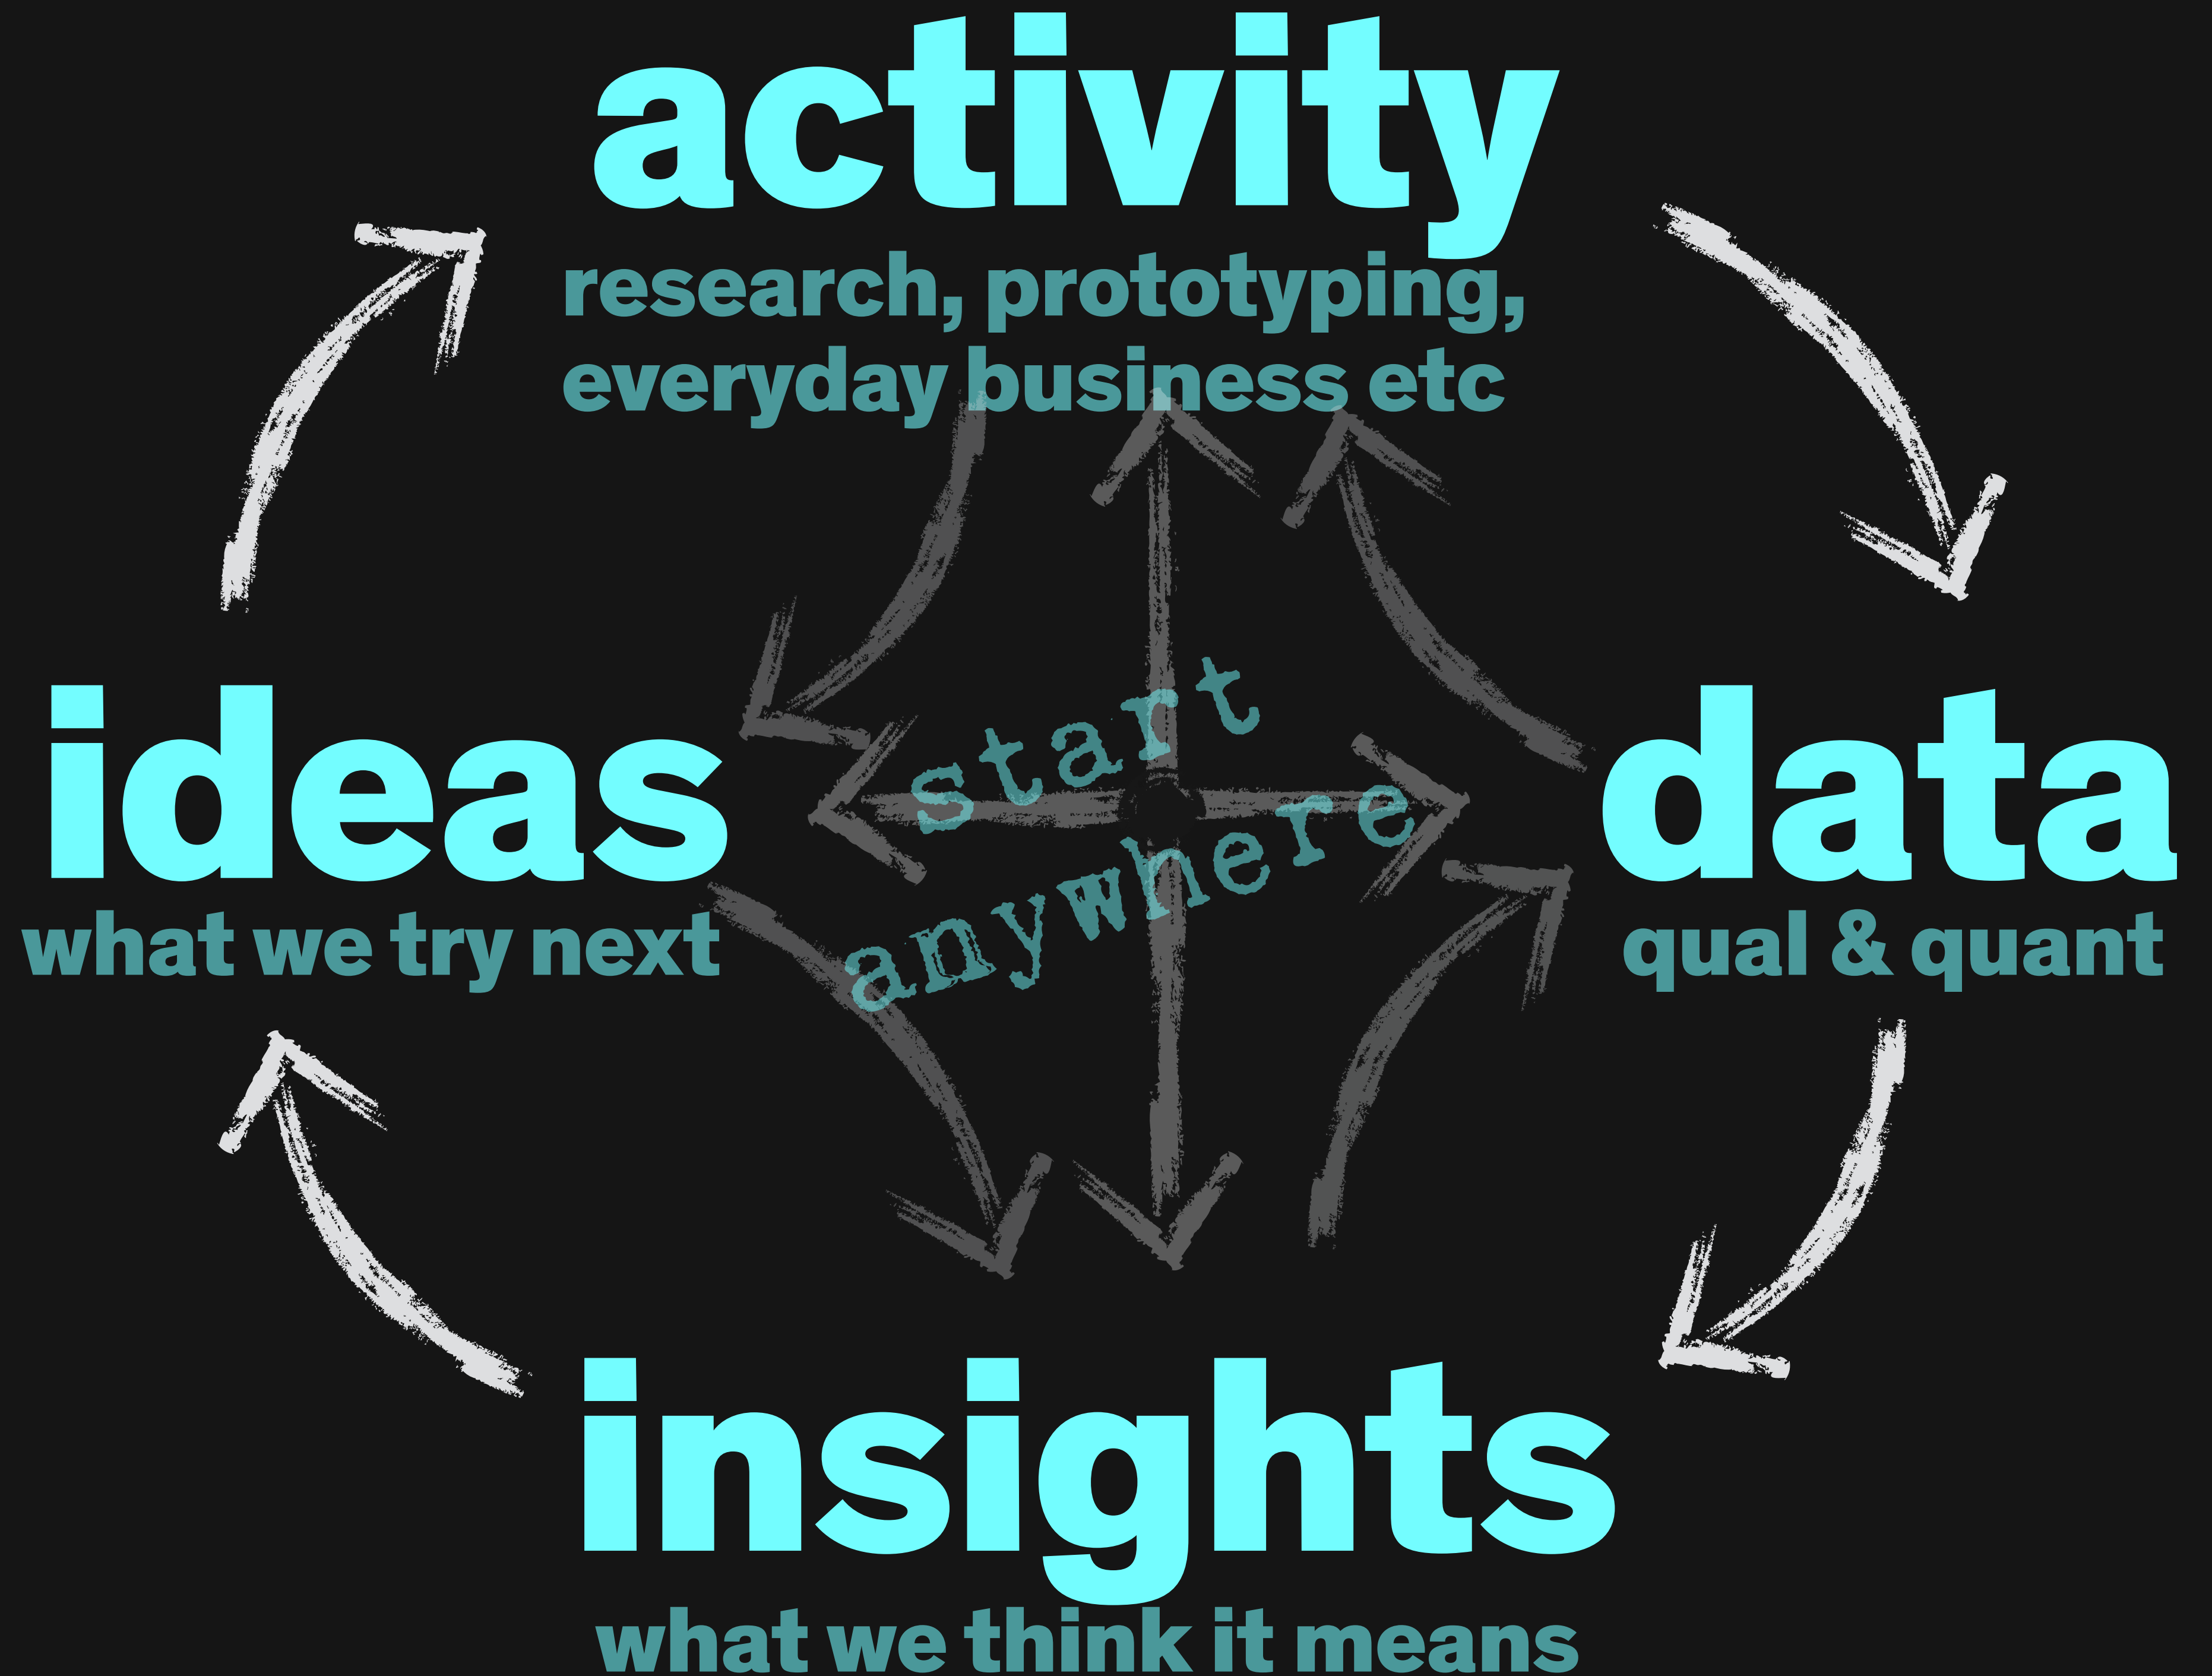 activity
research, prototyping,
everyday business etc
ideas
what we try next
start
anywhere
data
qual & quant
insights
what we think it means